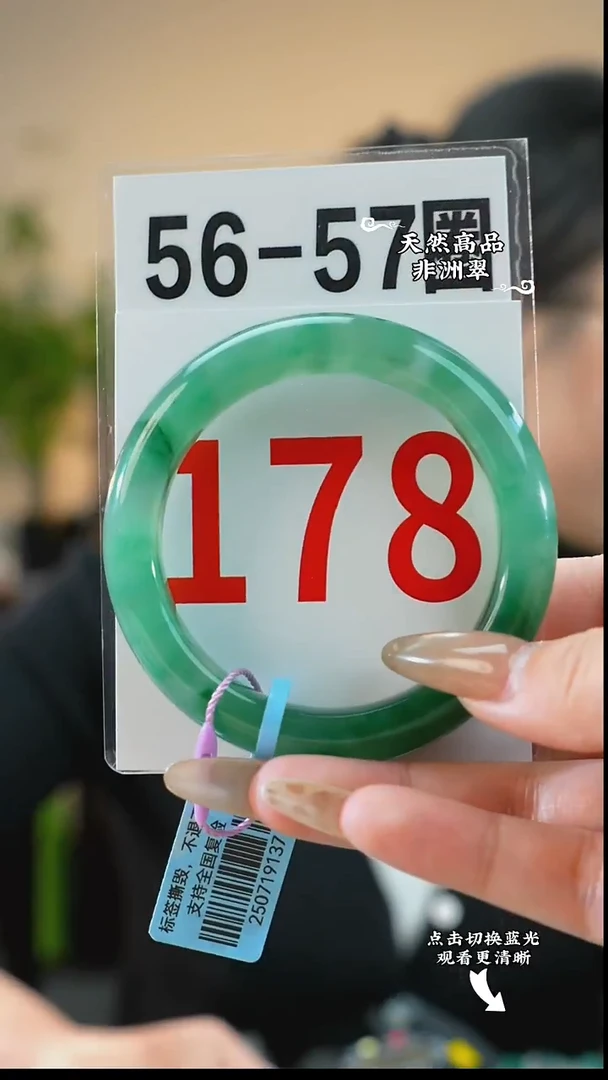 56-57圈
天然高品
非洲翠
178
标签撕毁，不退
支持全国复检
250719137
点击切换蓝光
观看更清晰